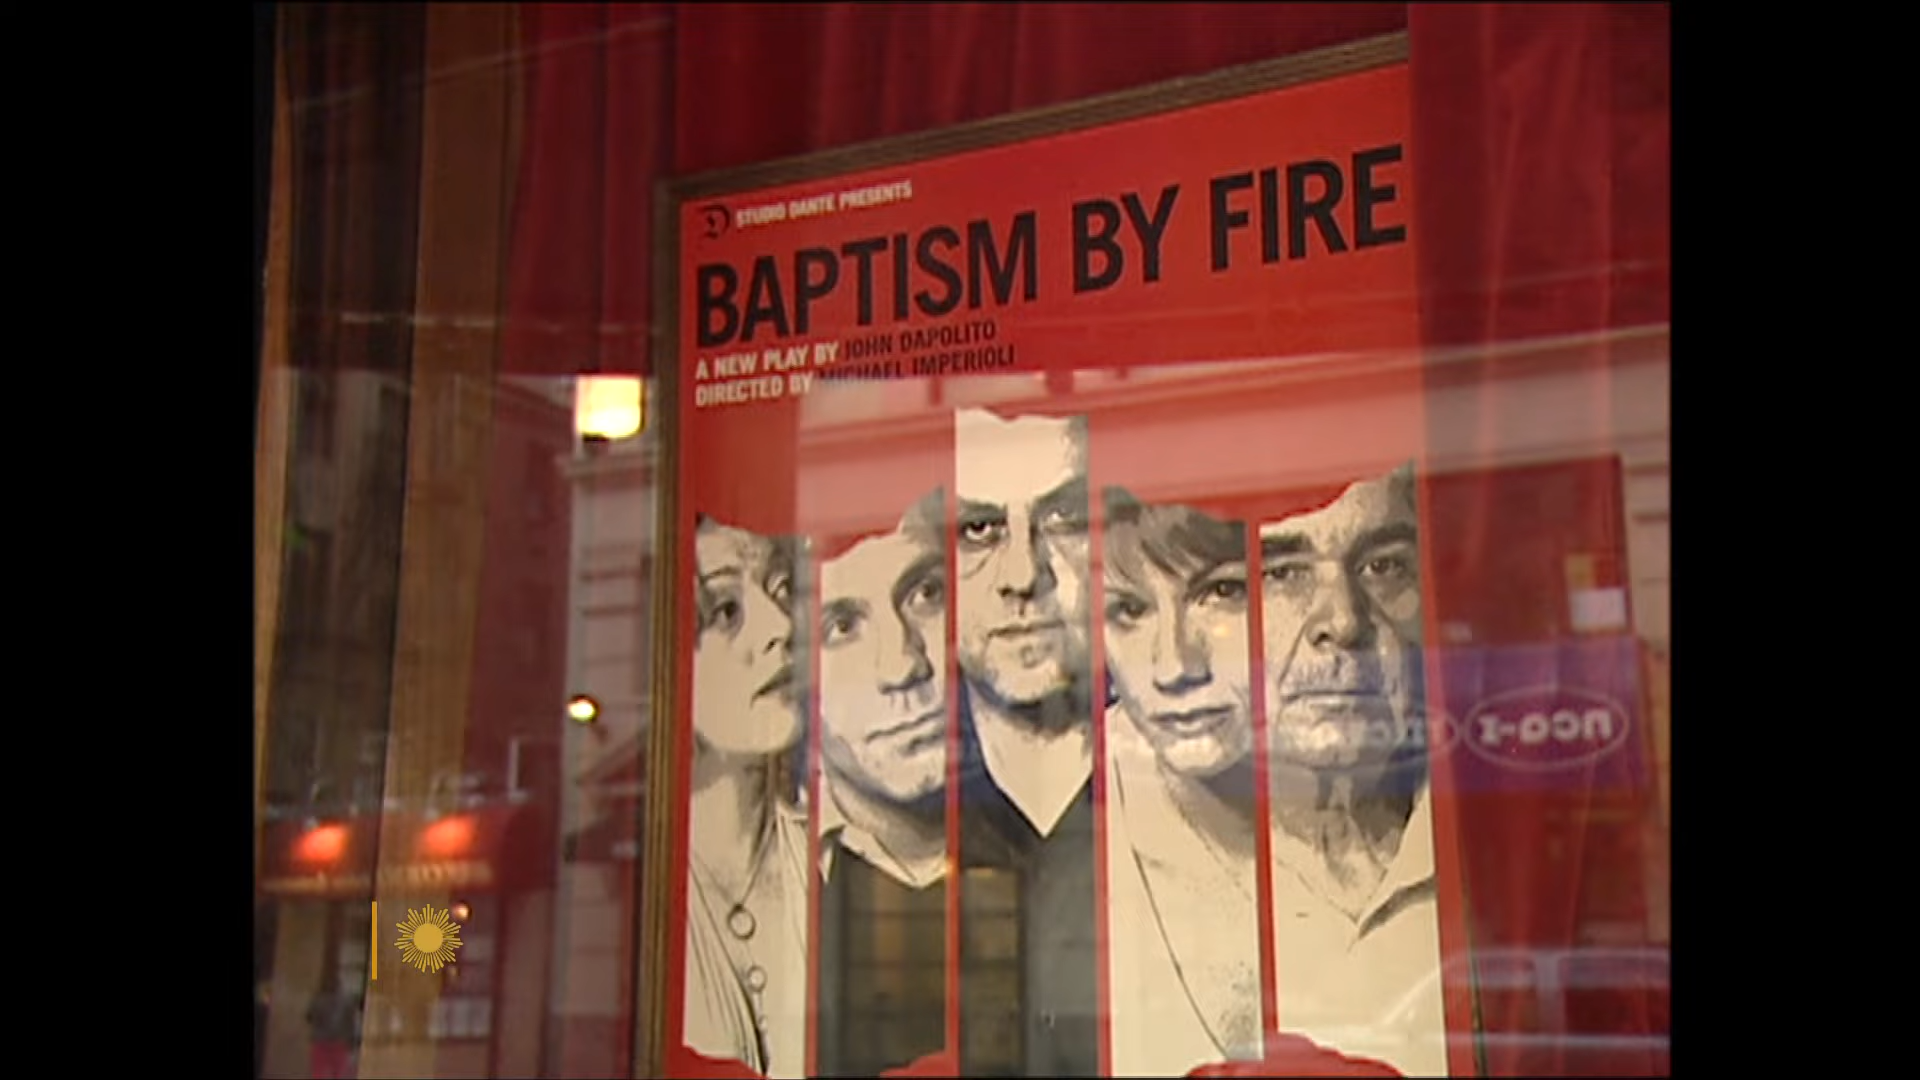 STUDIO DANTE PRESENTS
BAPTISM BY FIRE
A NEW PLAY BY JOHN DAPOLITO
DIRECTED BY MICHAEL IMPERIOLI